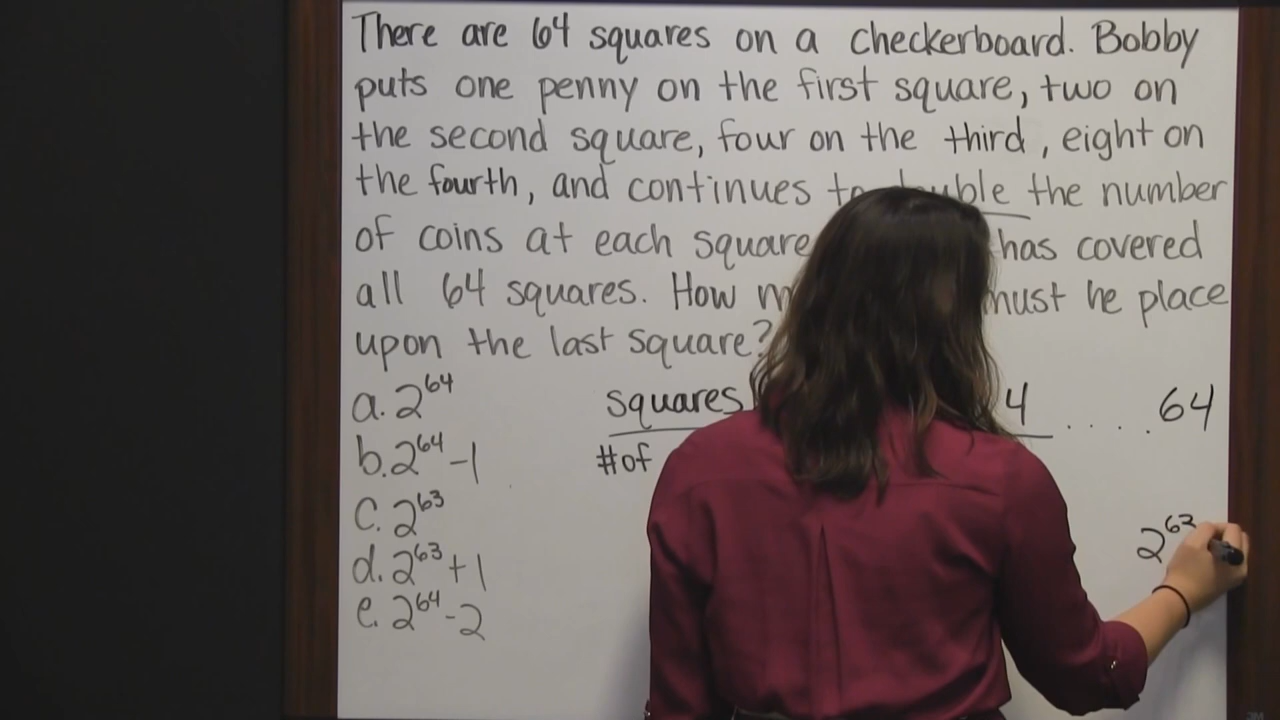 There are 64 squares on a checkerboard. Bobby
puts one penny on the first square, two on
the second square, four on the third, eight on
the fourth, and continues to double the number
of coins at each square has covered
all 64 squares. How must he place
upon the last square?
a. 2^64
b. 2^64 -1
c. 2^63
d. 2^63 +1
e. 2^64 -2
squares 4 ..... 64
#of
2^63